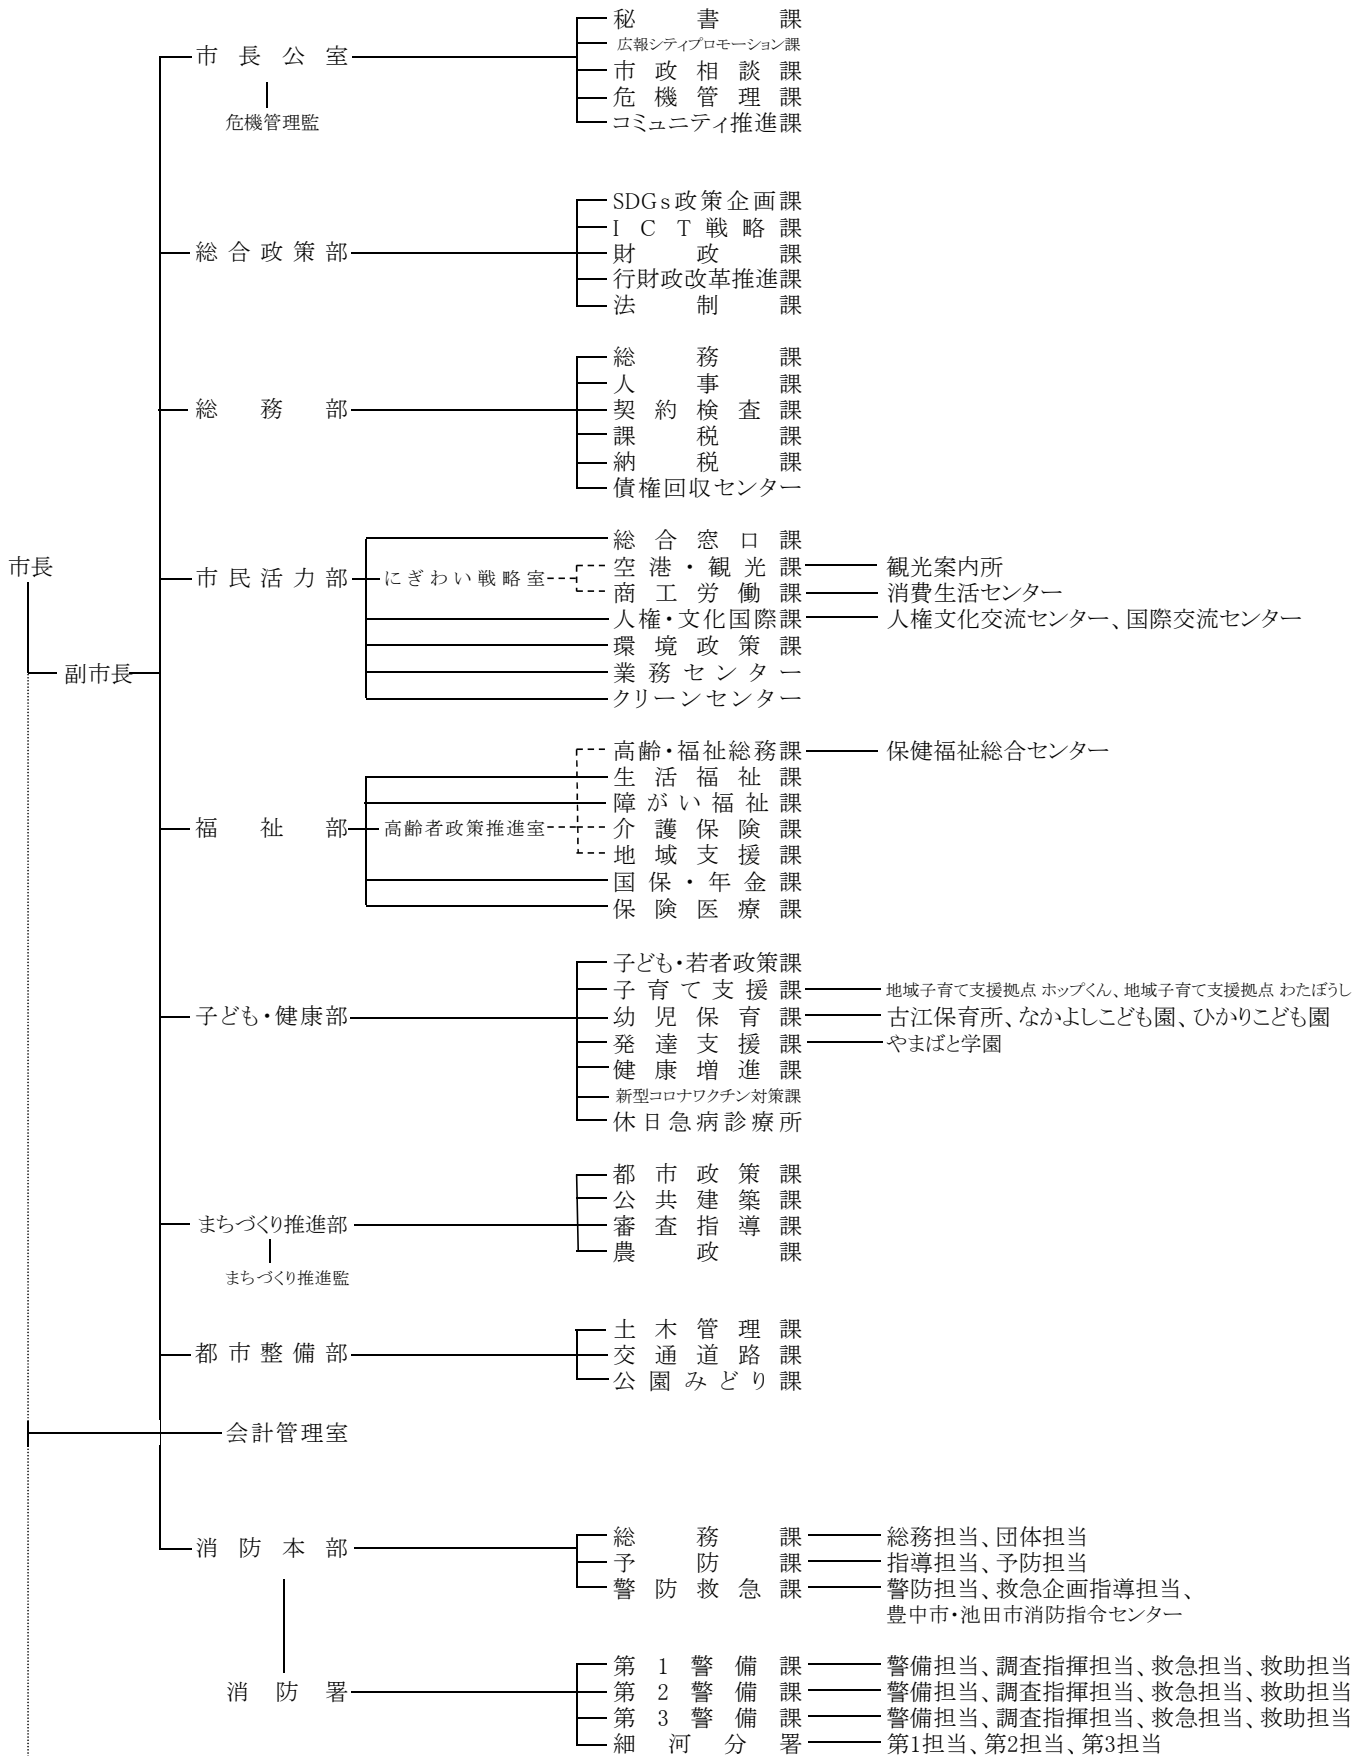 秘書課
広報シティプロモーション課
市長公室
市政相談課
危機管理課
危機管理監
コミュニティ推進課
SDGs政策企画課
ICT戦略課
総合政策部
財政課
行財政改革推進課
法制課
総務課
人事課
総務部
契約検査課
課税課
納税課
債権回収センター
総合窓口課
市長
空港・観光課 観光案内所
市民活力部 にぎわい戦略室
商工労働課 消費生活センター
人権・文化国際課 人権文化交流センター、国際交流センター
環境政策課
副市長
業務センター
クリーンセンター
高齢・福祉総務課 保健福祉総合センター
生活福祉課
障がい福祉課
福祉部 高齢者政策推進室 介護保険課
地域支援課
国保・年金課
保険医療課
子ども・若者政策課
子育て支援課 地域子育て支援拠点 ホップくん、地域子育て支援拠点 わたぼうし
子ども・健康部 幼児保育課 古江保育所、なかよしこども園、ひかりこども園
発達支援課 やまばと学園
健康増進課
新型コロナワクチン対策課
休日急病診療所
都市政策課
公共建築課
まちづくり推進部 審査指導課
農政課
まちづくり推進監
土木管理課
都市整備部 交通道路課
公園みどり課
会計管理室
総務課 総務担当、団体担当
消防本部
予防課 指導担当、予防担当
警防救急課 警防担当、救急企画指導担当、
豊中市・池田市消防指令センター
第1警備課 警備担当、調査指揮担当、救急担当、救助担当
消防署 第2警備課 警備担当、調査指揮担当、救急担当、救助担当
第3警備課 警備担当、調査指揮担当、救急担当、救助担当
細河分署 第1担当、第2担当、第3担当